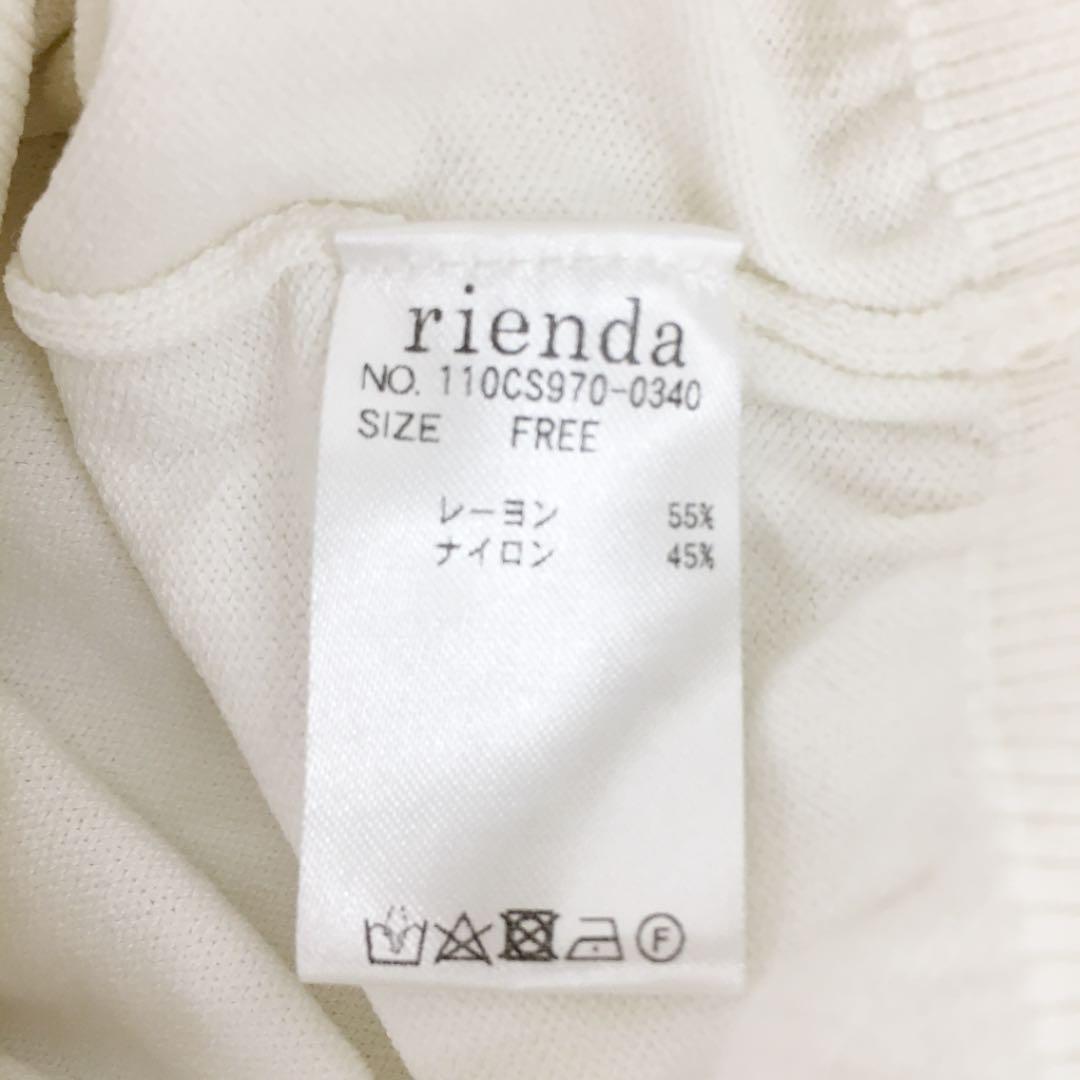 rienda
NO. 110CS970-0340
SIZE FREE
レーヨン 55%
ナイロン 45%
F